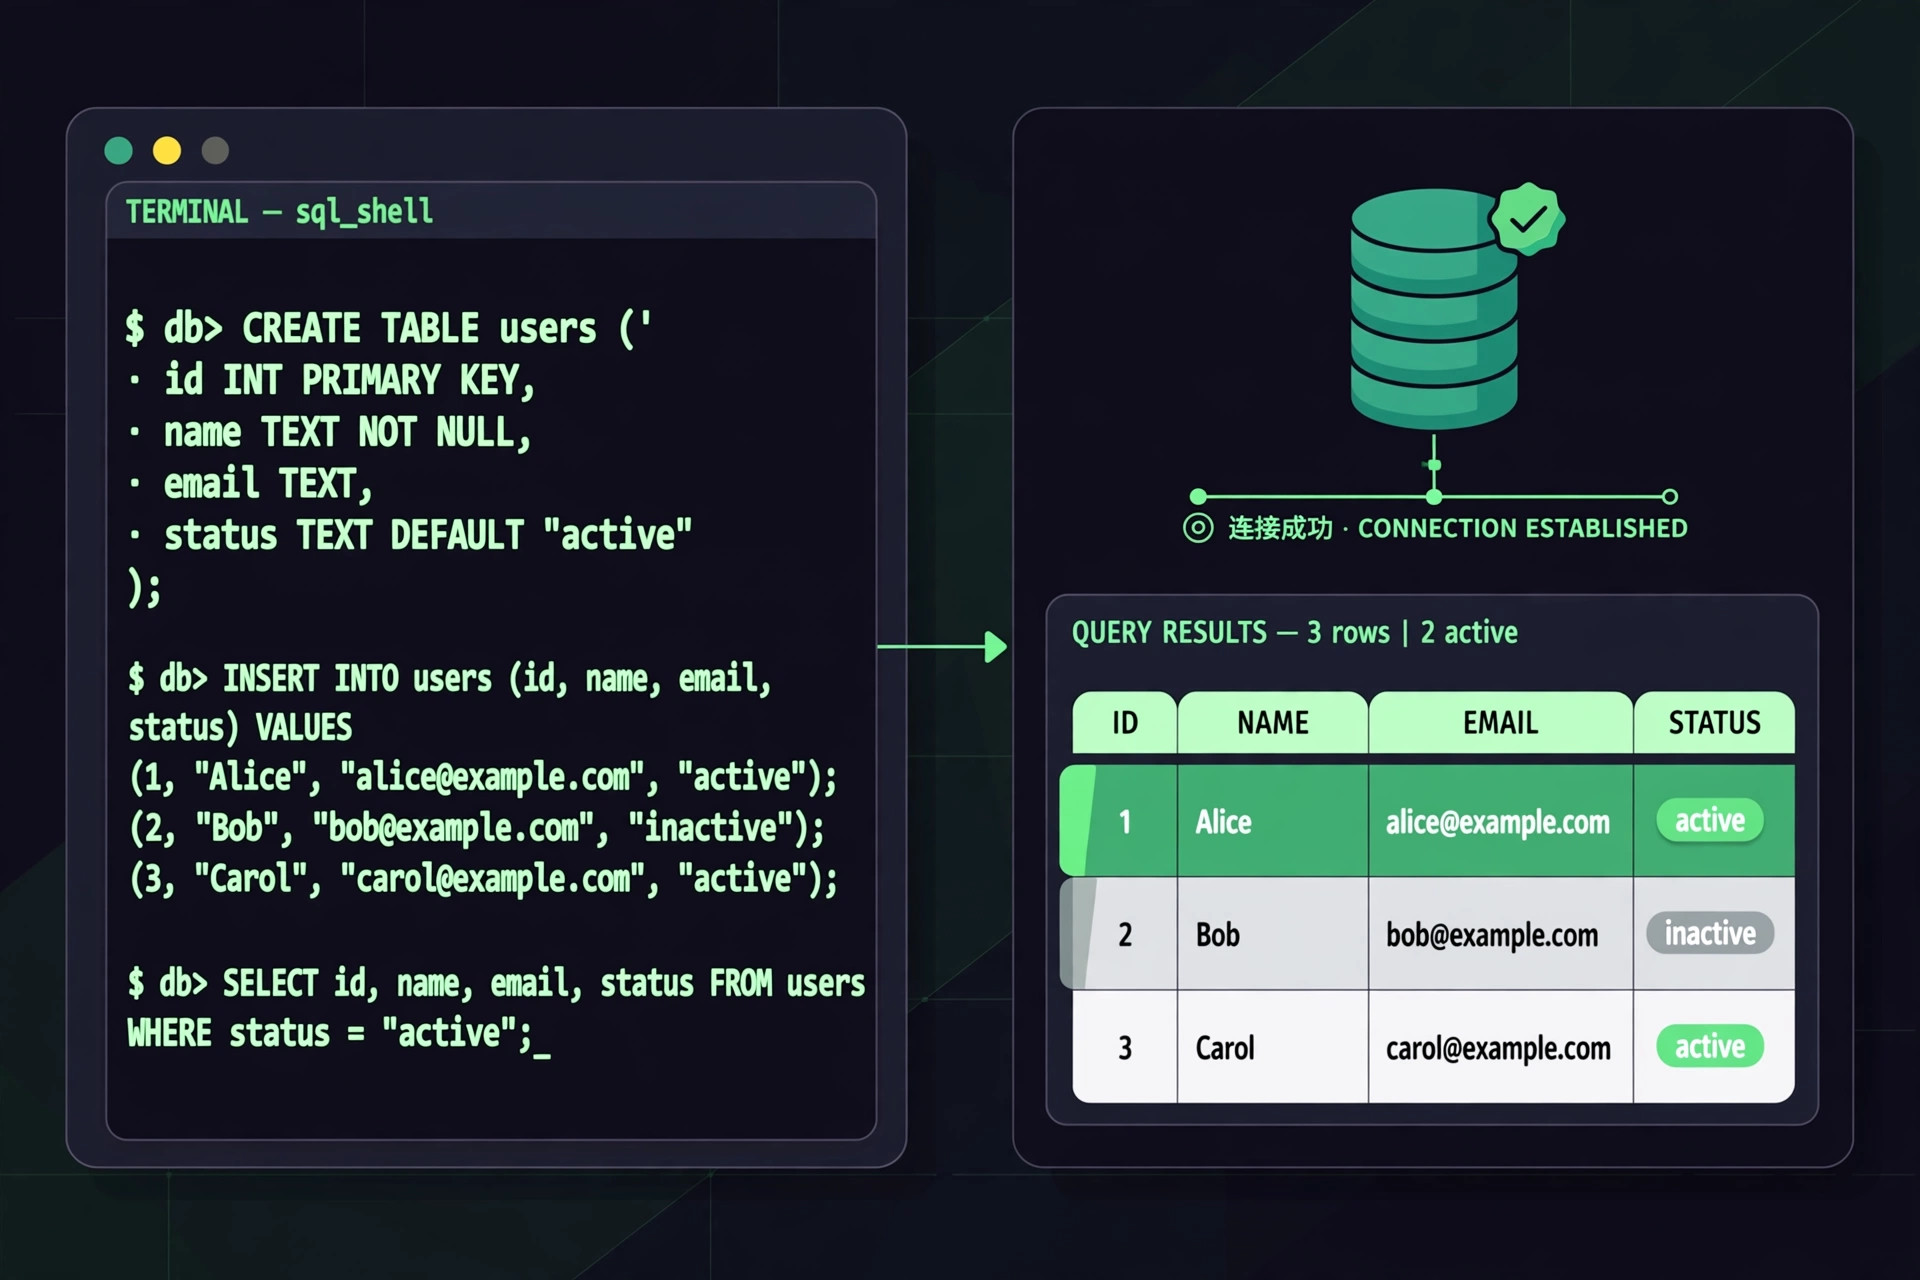 TERMINAL — sql_shell
$ db> CREATE TABLE users ('
· id INT PRIMARY KEY,
· name TEXT NOT NULL,
· email TEXT,
· status TEXT DEFAULT "active"
);
$ db> INSERT INTO users (id, name, email,
status) VALUES
(1, "Alice", "alice@example.com", "active");
(2, "Bob", "bob@example.com", "inactive");
(3, "Carol", "carol@example.com", "active");
$ db> SELECT id, name, email, status FROM users
WHERE status = "active";_
连接成功 · CONNECTION ESTABLISHED
QUERY RESULTS — 3 rows | 2 active
ID NAME EMAIL STATUS
1 Alice alice@example.com active
2 Bob bob@example.com inactive
3 Carol carol@example.com active